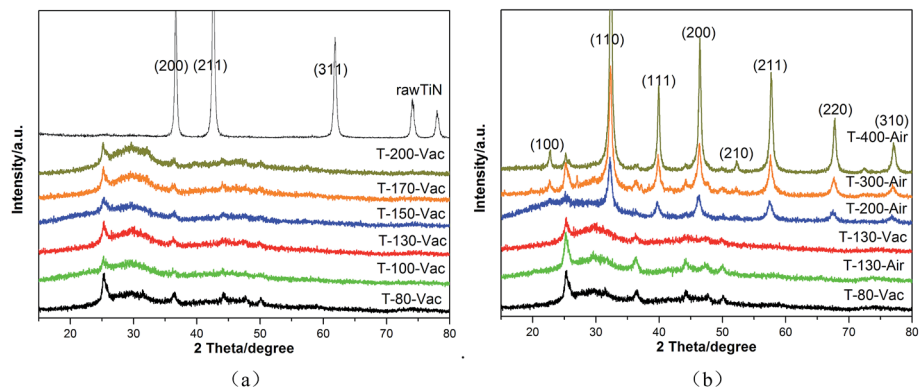 (a)
(200) (211)
(311)
rawTiN
T-200-Vac
T-170-Vac
T-150-Vac
T-130-Vac
T-100-Vac
T-80-Vac
Intensity/a.u.
20 30 40 50 60 70 80
2 Theta/degree
(a)
(b)
(110)
(200)
(111)
(211)
(220)
(310)
(100)
(210)
T-400-Air
T-300-Air
T-200-Air
T-130-Vac
T-130-Air
T-80-Vac
Intensity/a.u.
20 30 40 50 60 70 80
2 Theta/degree
(b)